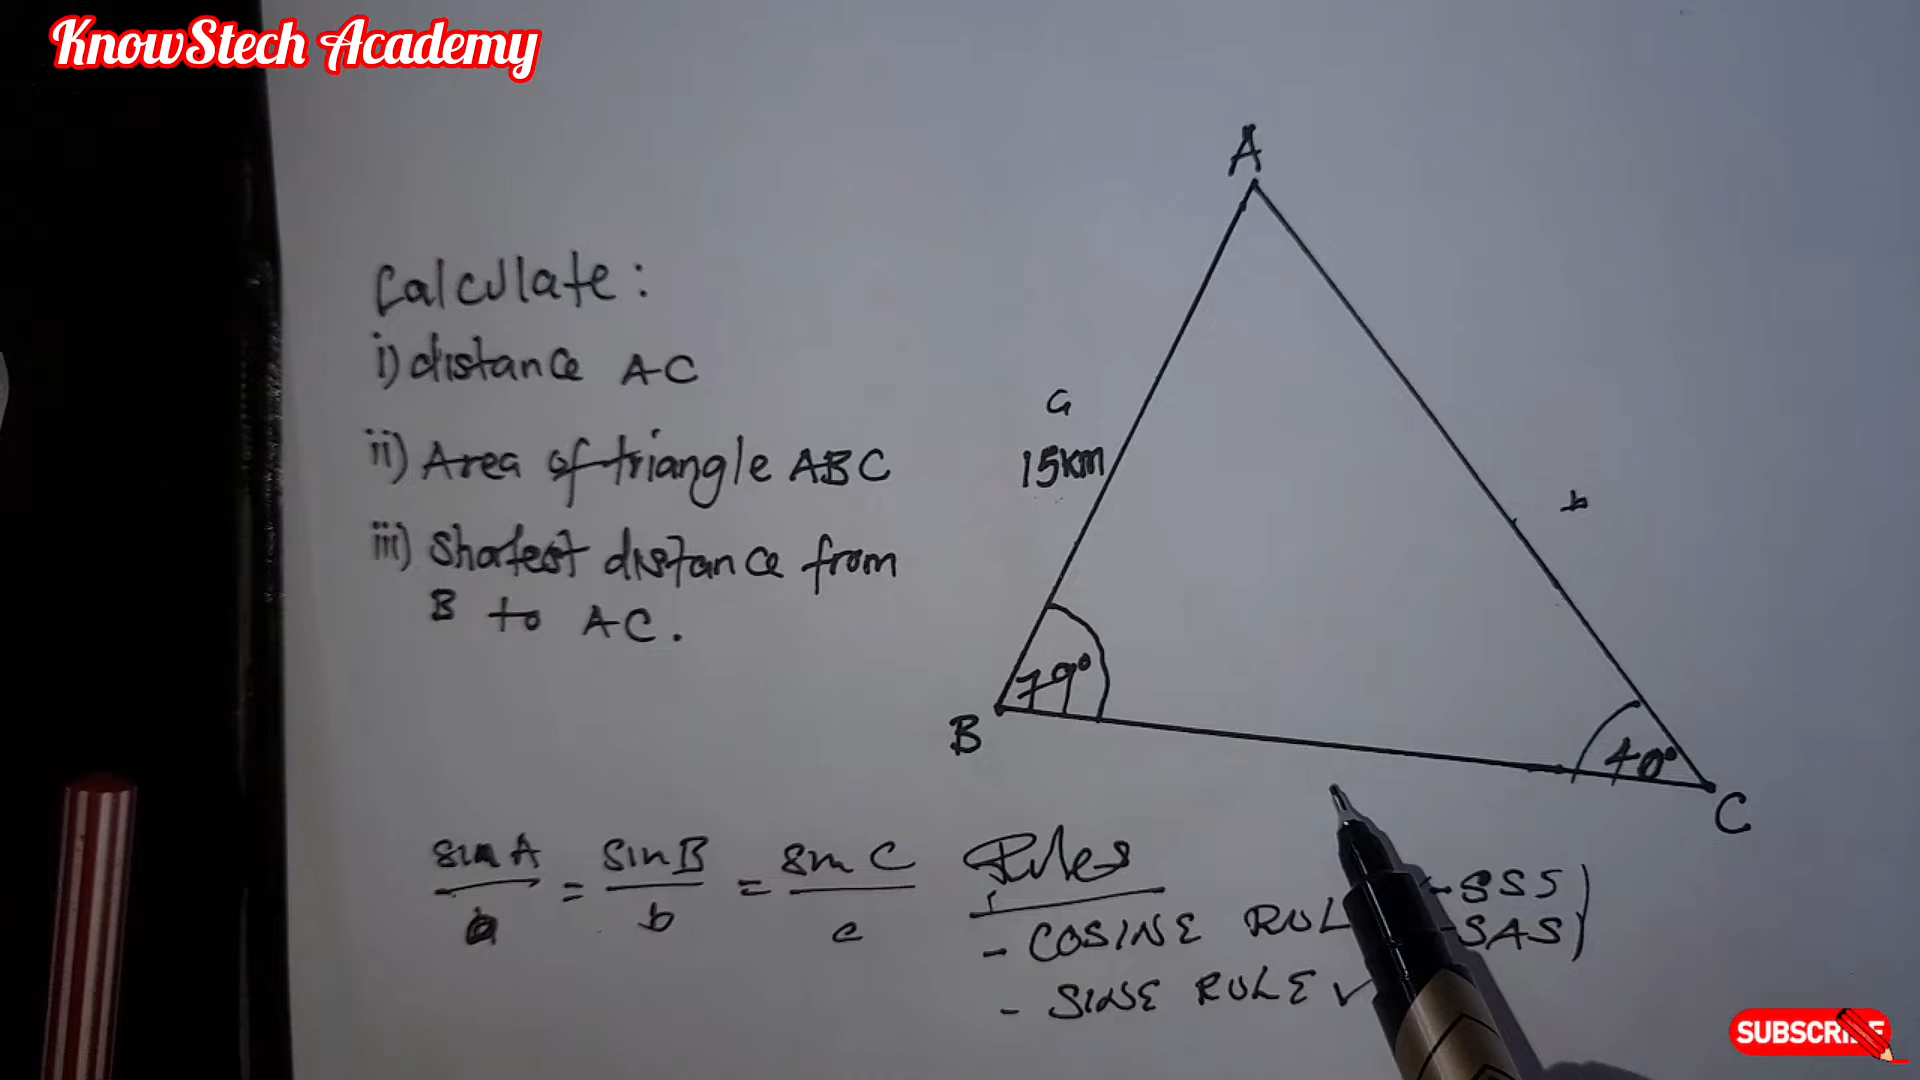 KnowStech Academy
Calculate:
i) distance AC
ii) Area of triangle ABC
iii) Shortest distance from
B to AC.
A
15km
b
79°
B
40°
C
sin A = sin B = sin C
a b c
Rules
- COSINE RUL -SSS)
-SAS)
- SINE RULE ✓
SUBSCRIBE